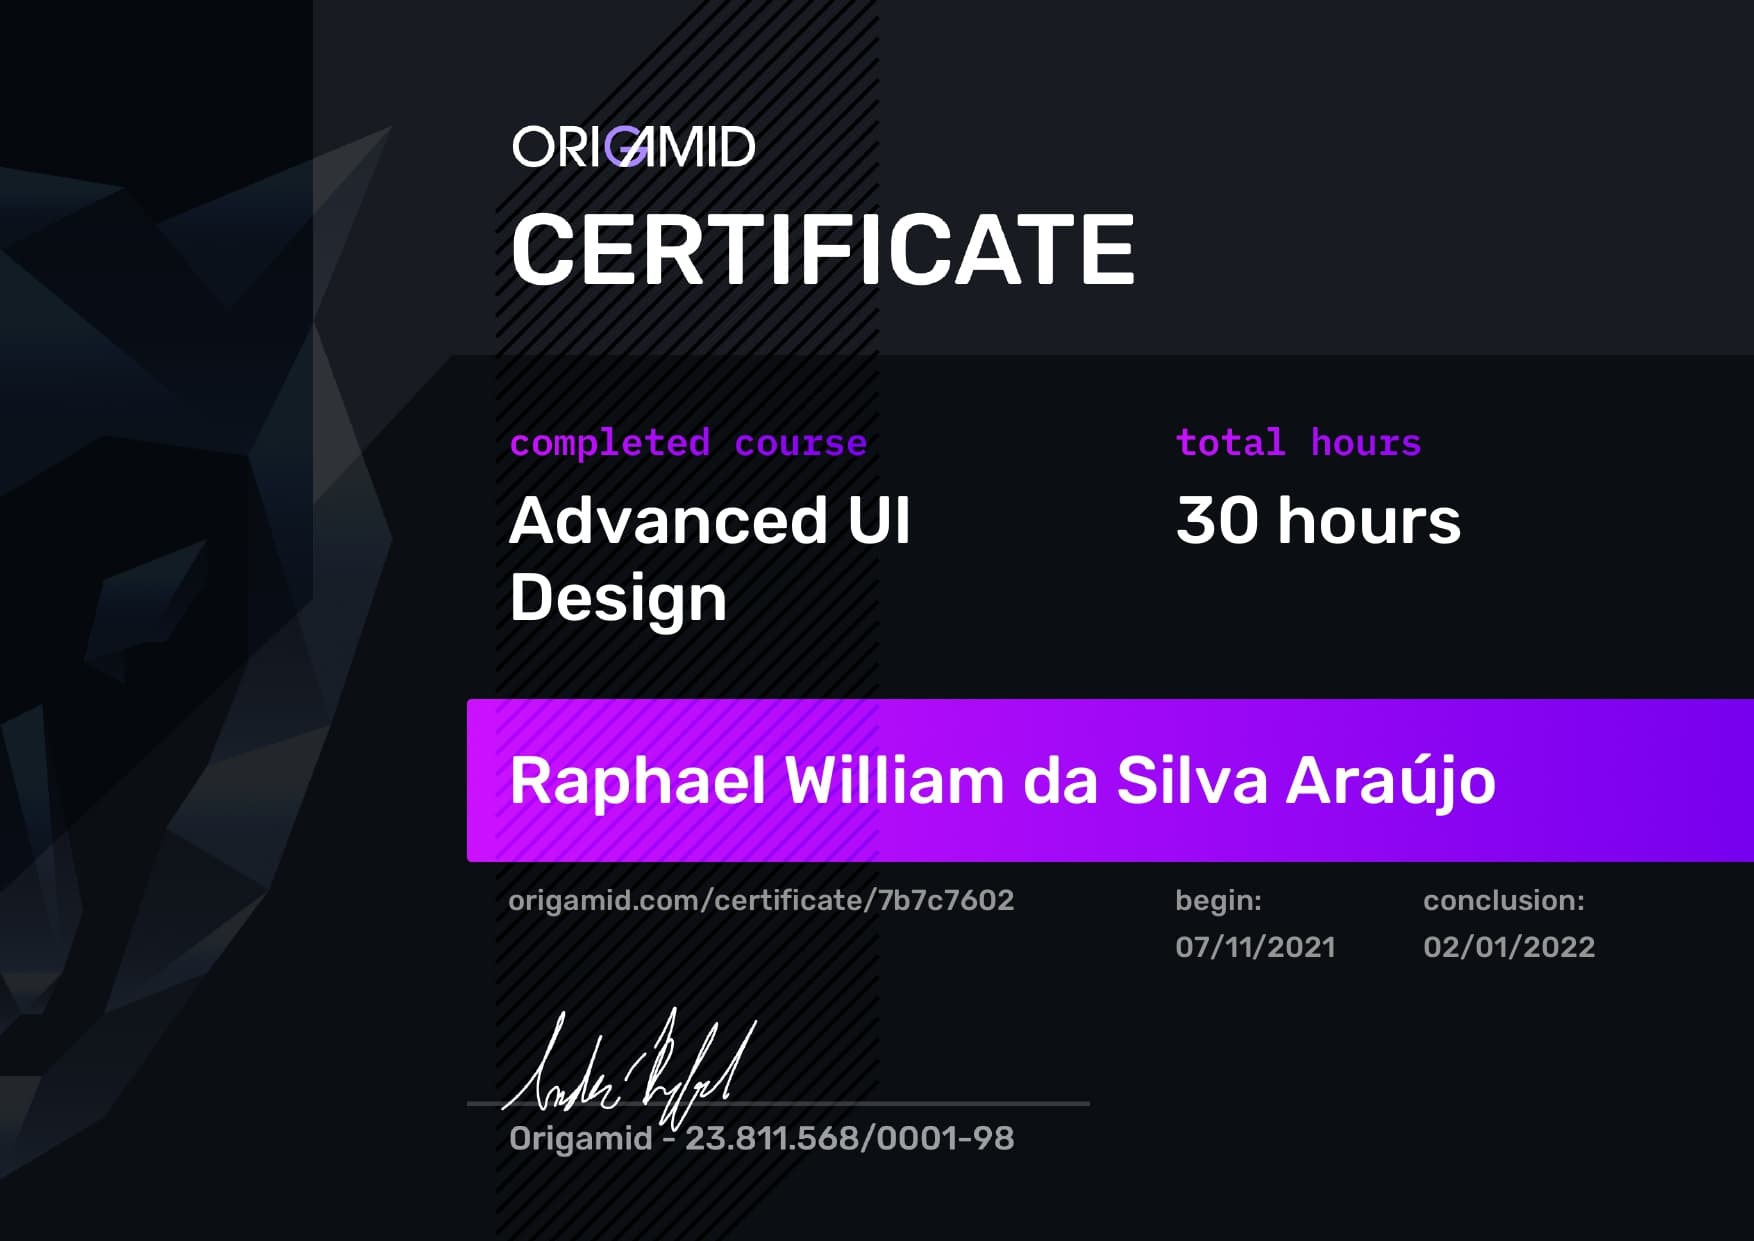 ORIGAMID
CERTIFICATE
completed course
Advanced UI
Design
total hours
30 hours
Raphael William da Silva Araújo
origamid.com/certificate/7b7c7602
begin:
07/11/2021
conclusion:
02/01/2022
Origamid - 23.811.568/0001-98